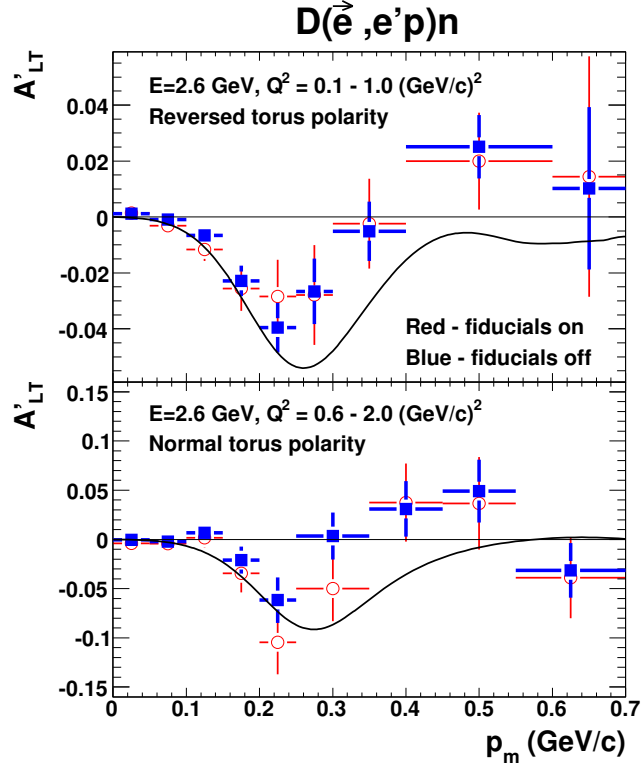 D(e⃗ ,e'p)n
A'LT
E=2.6 GeV, Q² = 0.1 - 1.0 (GeV/c)²
Reversed torus polarity
0.04
0.02
0
-0.02
-0.04
Red - fiducials on
Blue - fiducials off
A'LT
0.15
E=2.6 GeV, Q² = 0.6 - 2.0 (GeV/c)²
Normal torus polarity
0.1
0.05
0
-0.05
-0.1
-0.15
0 0.1 0.2 0.3 0.4 0.5 0.6 0.7
pm (GeV/c)